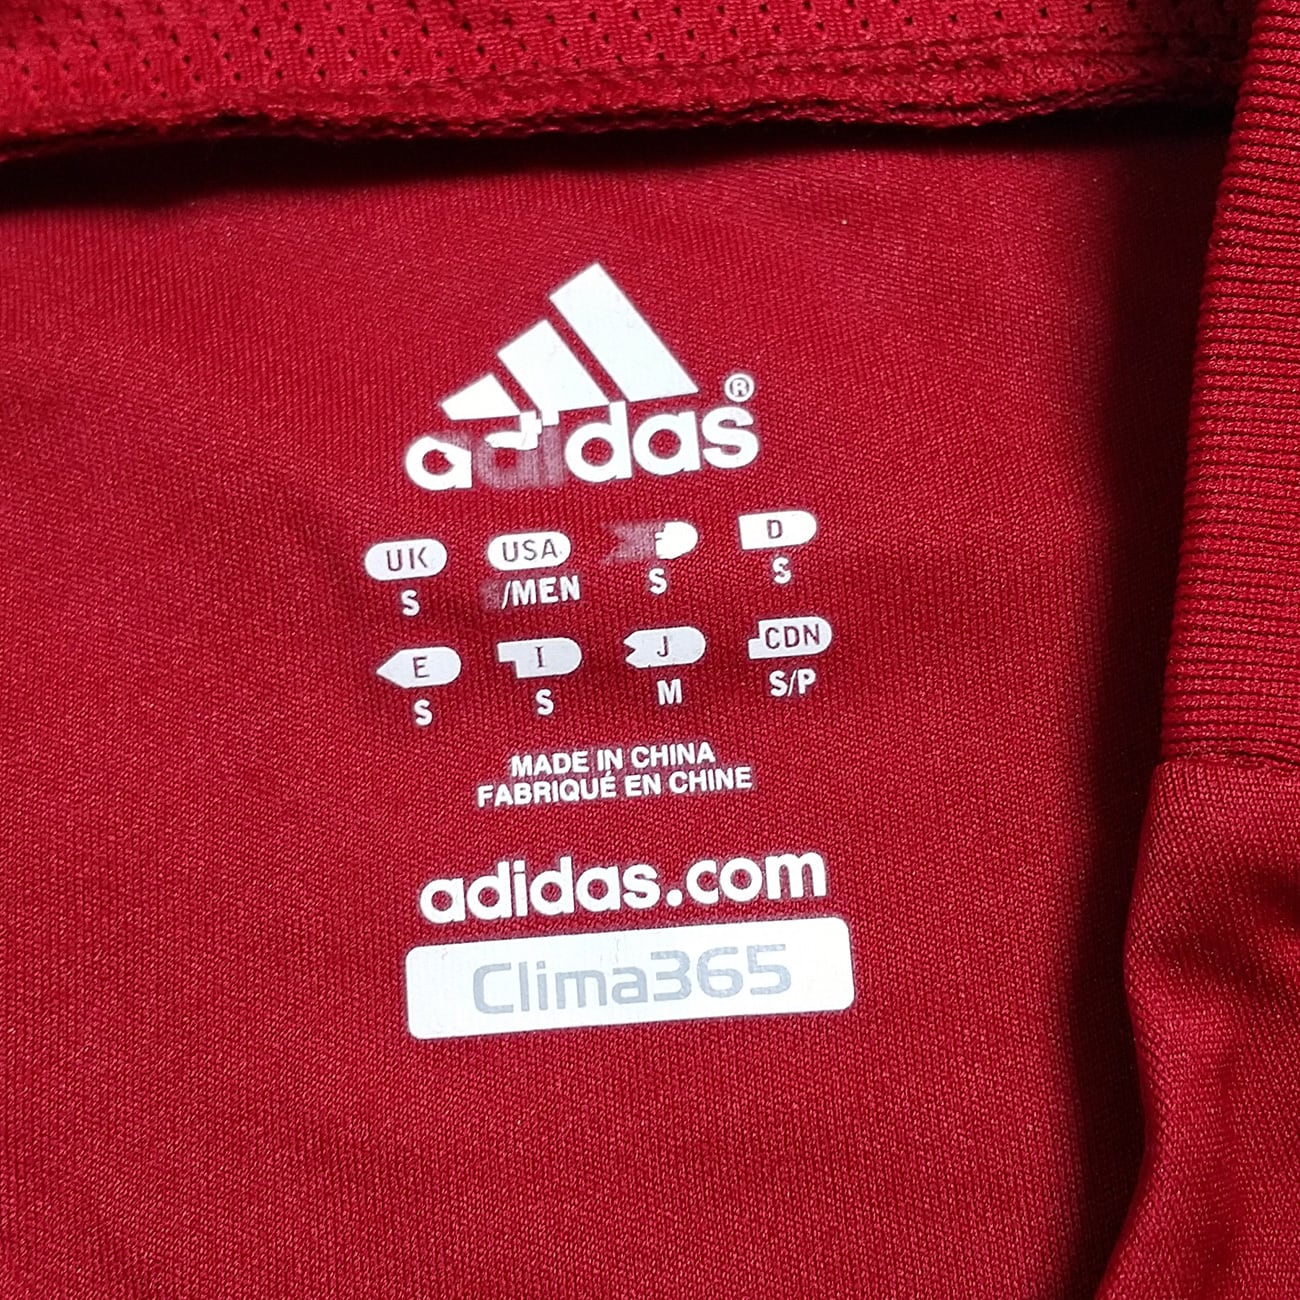 adidas®
UK USA F D
S /MEN S S
E I J CDN
S S M S/P
MADE IN CHINA
FABRIQUÉ EN CHINE
adidas.com
Clima365